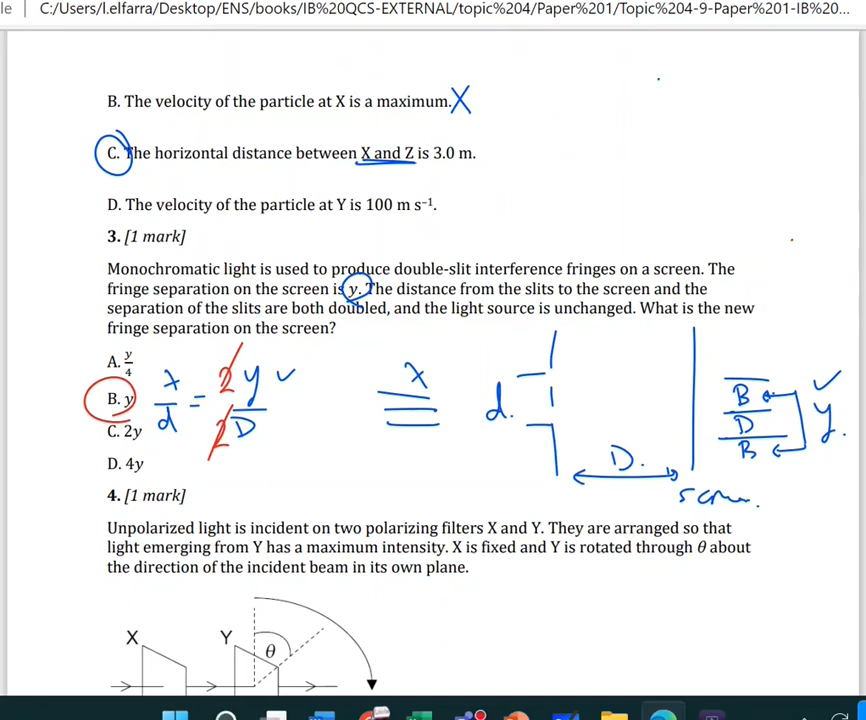 le | C:/Users/l.elfarra/Desktop/ENS/books/IB%20QCS-EXTERNAL/topic%204/Paper%201/Topic%204-9-Paper%201-IB%20...
B. The velocity of the particle at X is a maximum. X
C. The horizontal distance between X and Z is 3.0 m.
D. The velocity of the particle at Y is 100 m s⁻¹.
3. [1 mark]
Monochromatic light is used to produce double-slit interference fringes on a screen. The
fringe separation on the screen is y. The distance from the slits to the screen and the
separation of the slits are both doubled, and the light source is unchanged. What is the new
fringe separation on the screen?
A. y/4
B. y
C. 2y
D. 4y
λ/d = 2y/2D ✓
λ
d.
D.
B
D
B
✓
y.
4. [1 mark]
Unpolarized light is incident on two polarizing filters X and Y. They are arranged so that
light emerging from Y has a maximum intensity. X is fixed and Y is rotated through θ about
the direction of the incident beam in its own plane.
X Y
θ